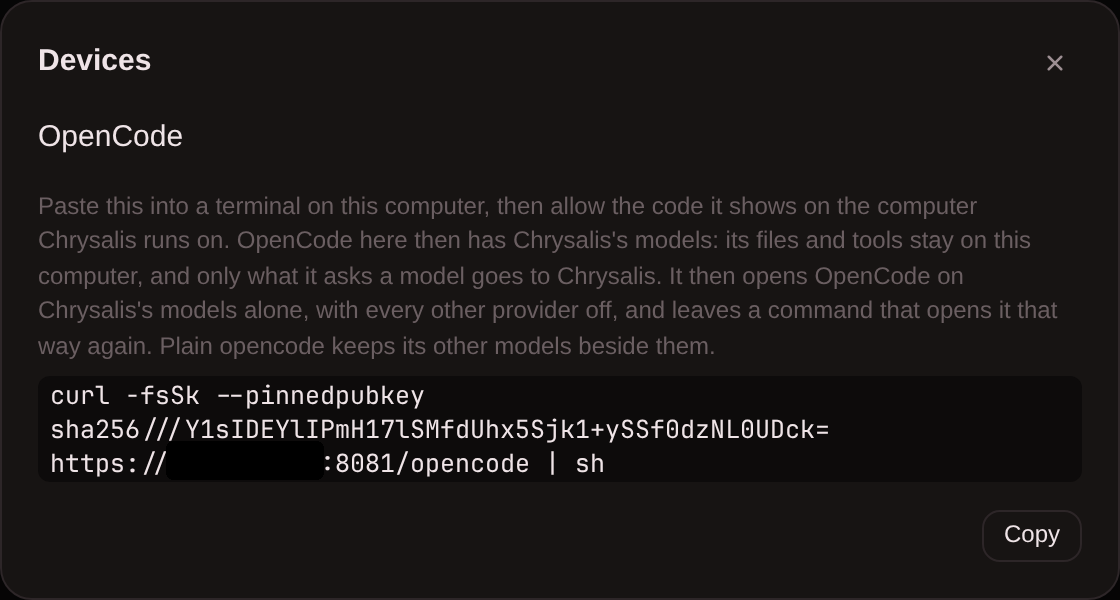 Devices
OpenCode
Paste this into a terminal on this computer, then allow the code it shows on the computer
Chrysalis runs on. OpenCode here then has Chrysalis's models: its files and tools stay on this
computer, and only what it asks a model goes to Chrysalis. It then opens OpenCode on
Chrysalis's models alone, with every other provider off, and leaves a command that opens it that
way again. Plain opencode keeps its other models beside them.
curl -fsSk --pinnedpubkey
sha256///Y1sIDEYlIPmH17lSMfdUhx5Sjk1+ySSf0dzNL0UDck=
https://:8081/opencode | sh
Copy